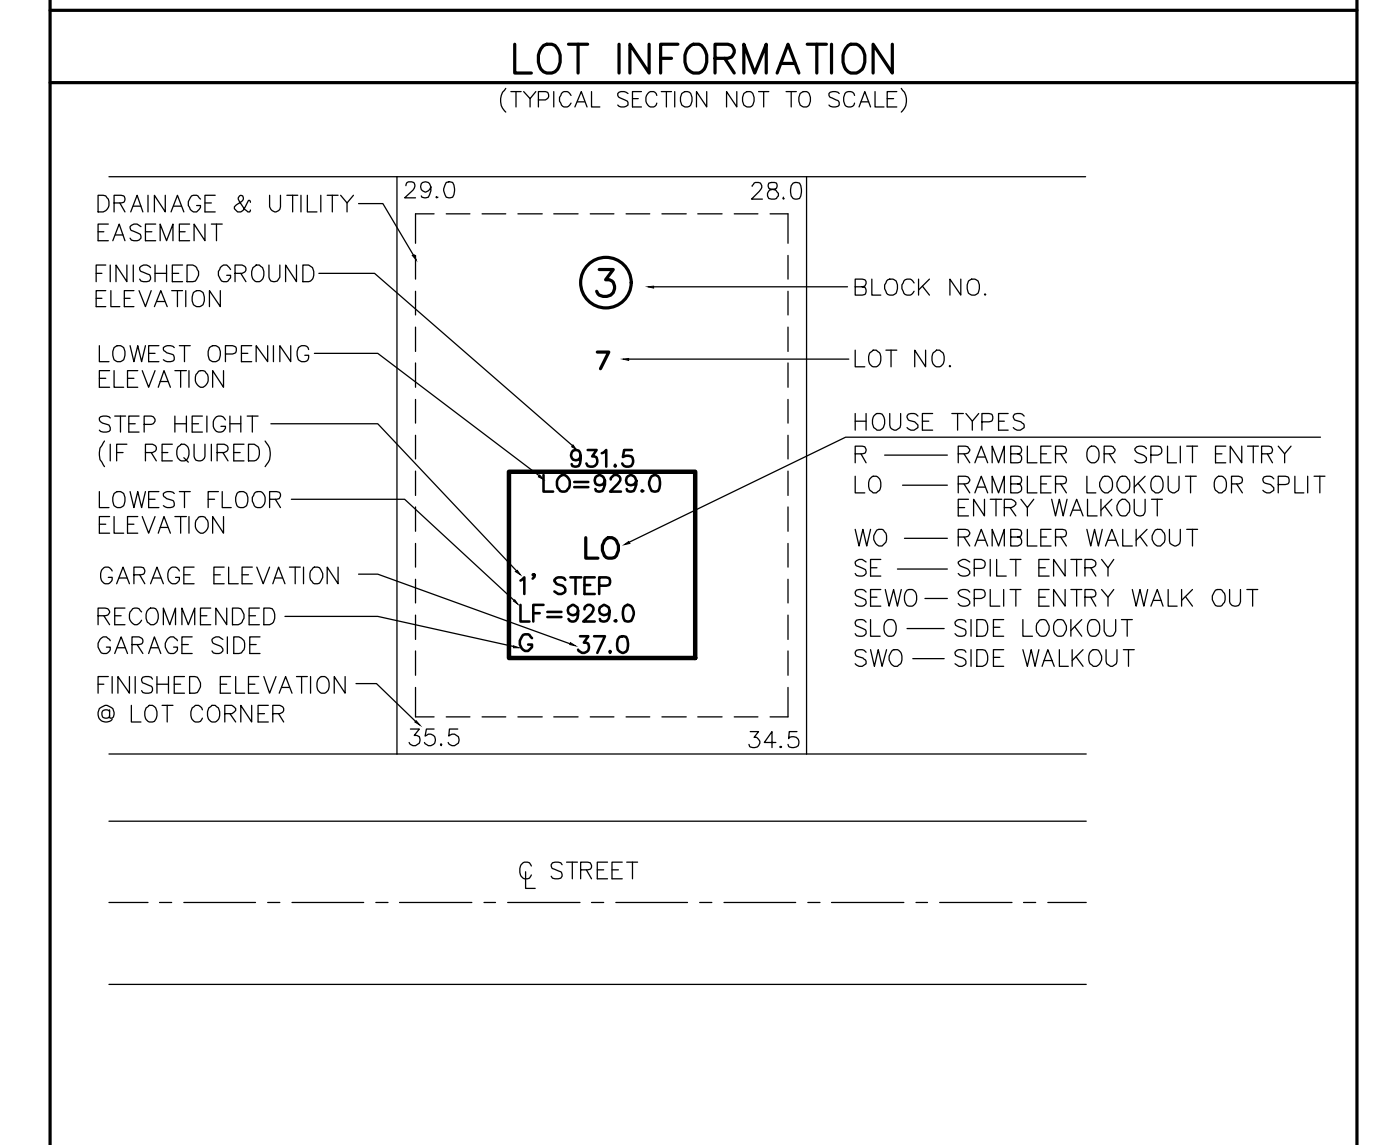 LOT INFORMATION
(TYPICAL SECTION NOT TO SCALE)
29.0
28.0
DRAINAGE & UTILITY
EASEMENT
FINISHED GROUND
ELEVATION
LOWEST OPENING
ELEVATION
STEP HEIGHT
(IF REQUIRED)
LOWEST FLOOR
ELEVATION
GARAGE ELEVATION
RECOMMENDED
GARAGE SIDE
FINISHED ELEVATION
@ LOT CORNER
3
7
931.5
LO=929.0
LO
1' STEP
LF=929.0
G 37.0
35.5
34.5
BLOCK NO.
LOT NO.
HOUSE TYPES
R RAMBLER OR SPLIT ENTRY
LO RAMBLER LOOKOUT OR SPLIT
ENTRY WALKOUT
WO RAMBLER WALKOUT
SE SPILT ENTRY
SEWO SPLIT ENTRY WALK OUT
SLO SIDE LOOKOUT
SWO SIDE WALKOUT
℄ STREET